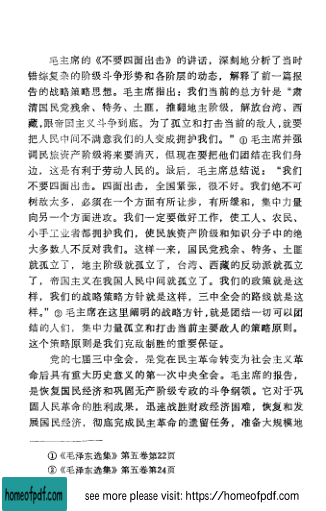 毛主席的《不要四面出击》的讲话，深刻地分析了当时
错综复杂的阶级斗争形势和各阶层的动态，解释了前一篇报
告的战略策略思想。毛主席指出：我们当前的总方针是“肃
清国民党残余、特务、土匪，推翻地主阶级，解放台湾、西
藏，跟帝国主义斗争到底。为了孤立和打击当前的敌人，就要
把人民中间不满意我们的人变成拥护我们。”①毛主席并强
调民族资产阶级将来要消灭，但现在要把他们团结在我们身
边，这是有利于劳动人民的。最后，毛主席总结说：“我们
不要四面出击。四面出击，全国紧张，很不好。我们绝不可
树敌太多，必须在一个方面有所让步，有所缓和，集中力量
向另一个方面进攻。我们一定要做好工作，使工人、农民、
小手工业者都拥护我们，使民族资产阶级和知识分子中的绝
大多数人不反对我们。这样一来，国民党残余、特务、土匪
就孤立了，地主阶级就孤立了，台湾、西藏的反动派就孤立
了，帝国主义在我国人民中间就孤立了。我们的政策就是这
样，我们的战略策略方针就是这样，三中全会的路线就是这
样。”②毛主席在这里阐明的战略方针，就是团结一切可以团
结的人们，集中力量孤立和打击当前主要敌人的策略原则。
这个策略原则是我们克敌制胜的重要保证。
党的七届三中全会，是党在民主革命转变为社会主义革
命后具有重大历史意义的第一次中央全会。毛主席的报告，
是恢复国民经济和巩固无产阶级专政的斗争纲领。它对于巩
固人民革命的胜利成果，迅速战胜财政经济困难，恢复和发
展国民经济，彻底完成民主革命的遗留任务，准备大规模地
①《毛泽东选集》第五卷第22页
②《毛泽东选集》第五卷第24页
homeofpdf.com see more please visit: https://homeofpdf.com